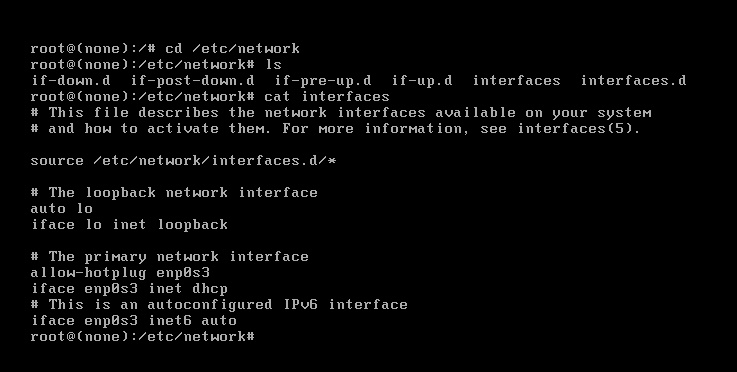 root@(none):/# cd /etc/network
root@(none):/etc/network# ls
if-down.d  if-post-down.d  if-pre-up.d  if-up.d  interfaces  interfaces.d
root@(none):/etc/network# cat interfaces
# This file describes the network interfaces available on your system
# and how to activate them. For more information, see interfaces(5).

source /etc/network/interfaces.d/*

# The loopback network interface
auto lo
iface lo inet loopback

# The primary network interface
allow-hotplug enp0s3
iface enp0s3 inet dhcp
# This is an autoconfigured IPv6 interface
iface enp0s3 inet6 auto
root@(none):/etc/network#